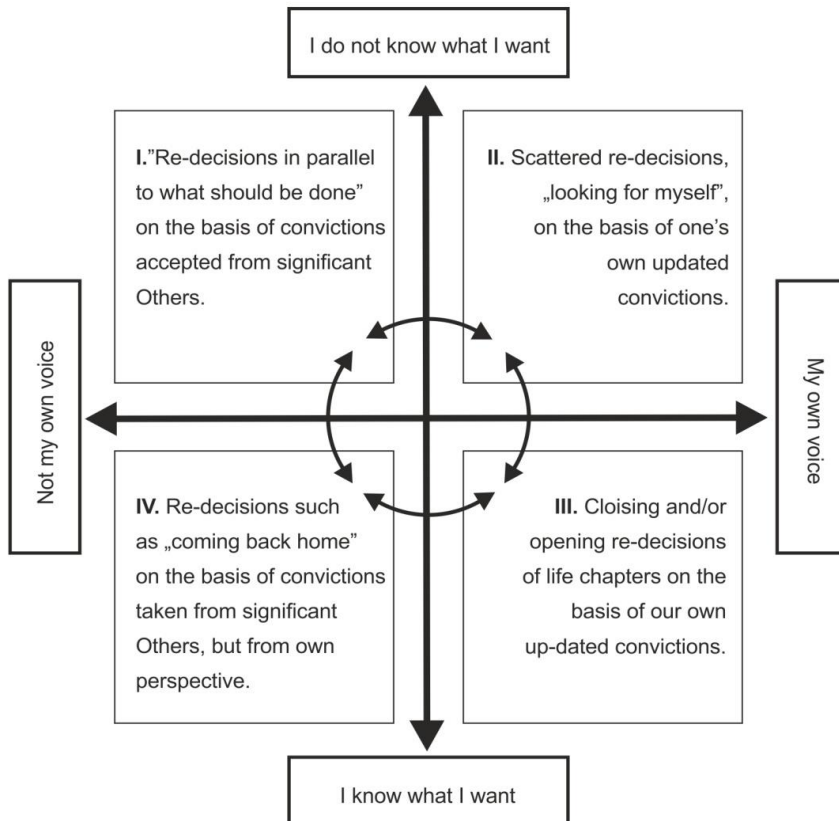 I do not know what I want
I."Re-decisions in parallel
to what should be done”
on the basis of convictions
accepted from significant
Others.
II. Scattered re-decisions,
„looking for myself”,
on the basis of one’s
own updated
convictions.
Not my own voice
My own voice
IV. Re-decisions such
as „coming back home”
on the basis of convictions
taken from significant
Others, but from own
perspective.
III. Cloising and/or
opening re-decisions
of life chapters on the
basis of our own
up-dated convictions.
I know what I want